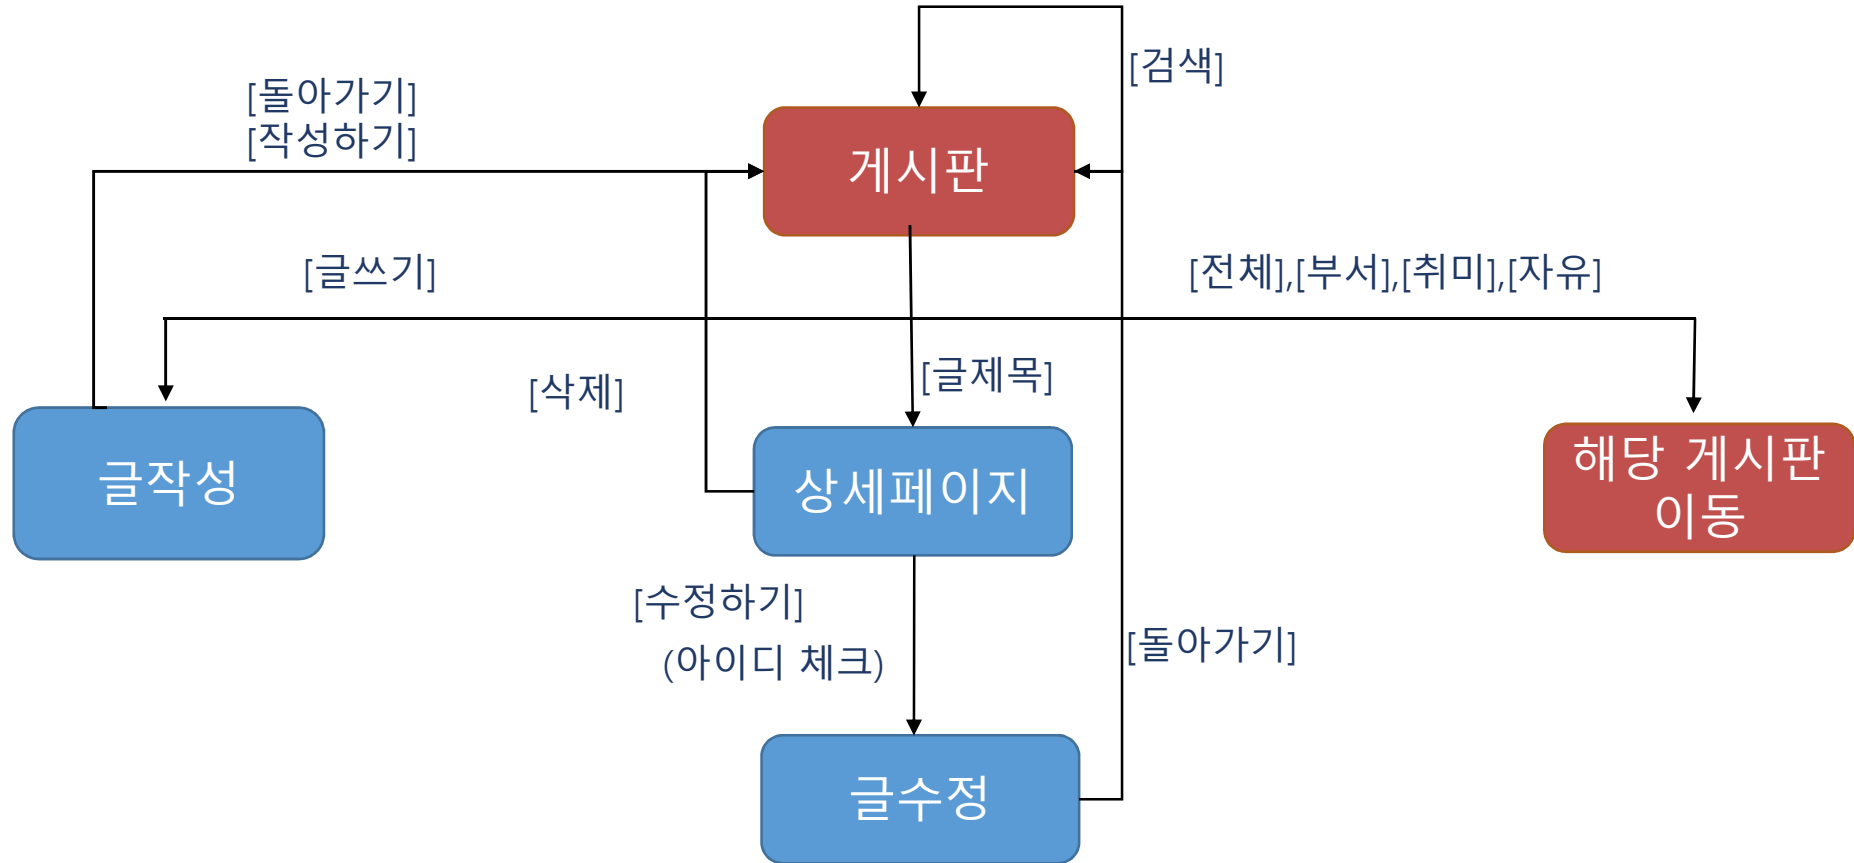 [검색]
[돌아가기]
[작성하기]
게시판
[글쓰기]
[전체],[부서],[취미],[자유]
[삭제]
[글제목]
글작성
상세페이지
해당 게시판
이동
[수정하기]
(아이디 체크)
[돌아가기]
글수정